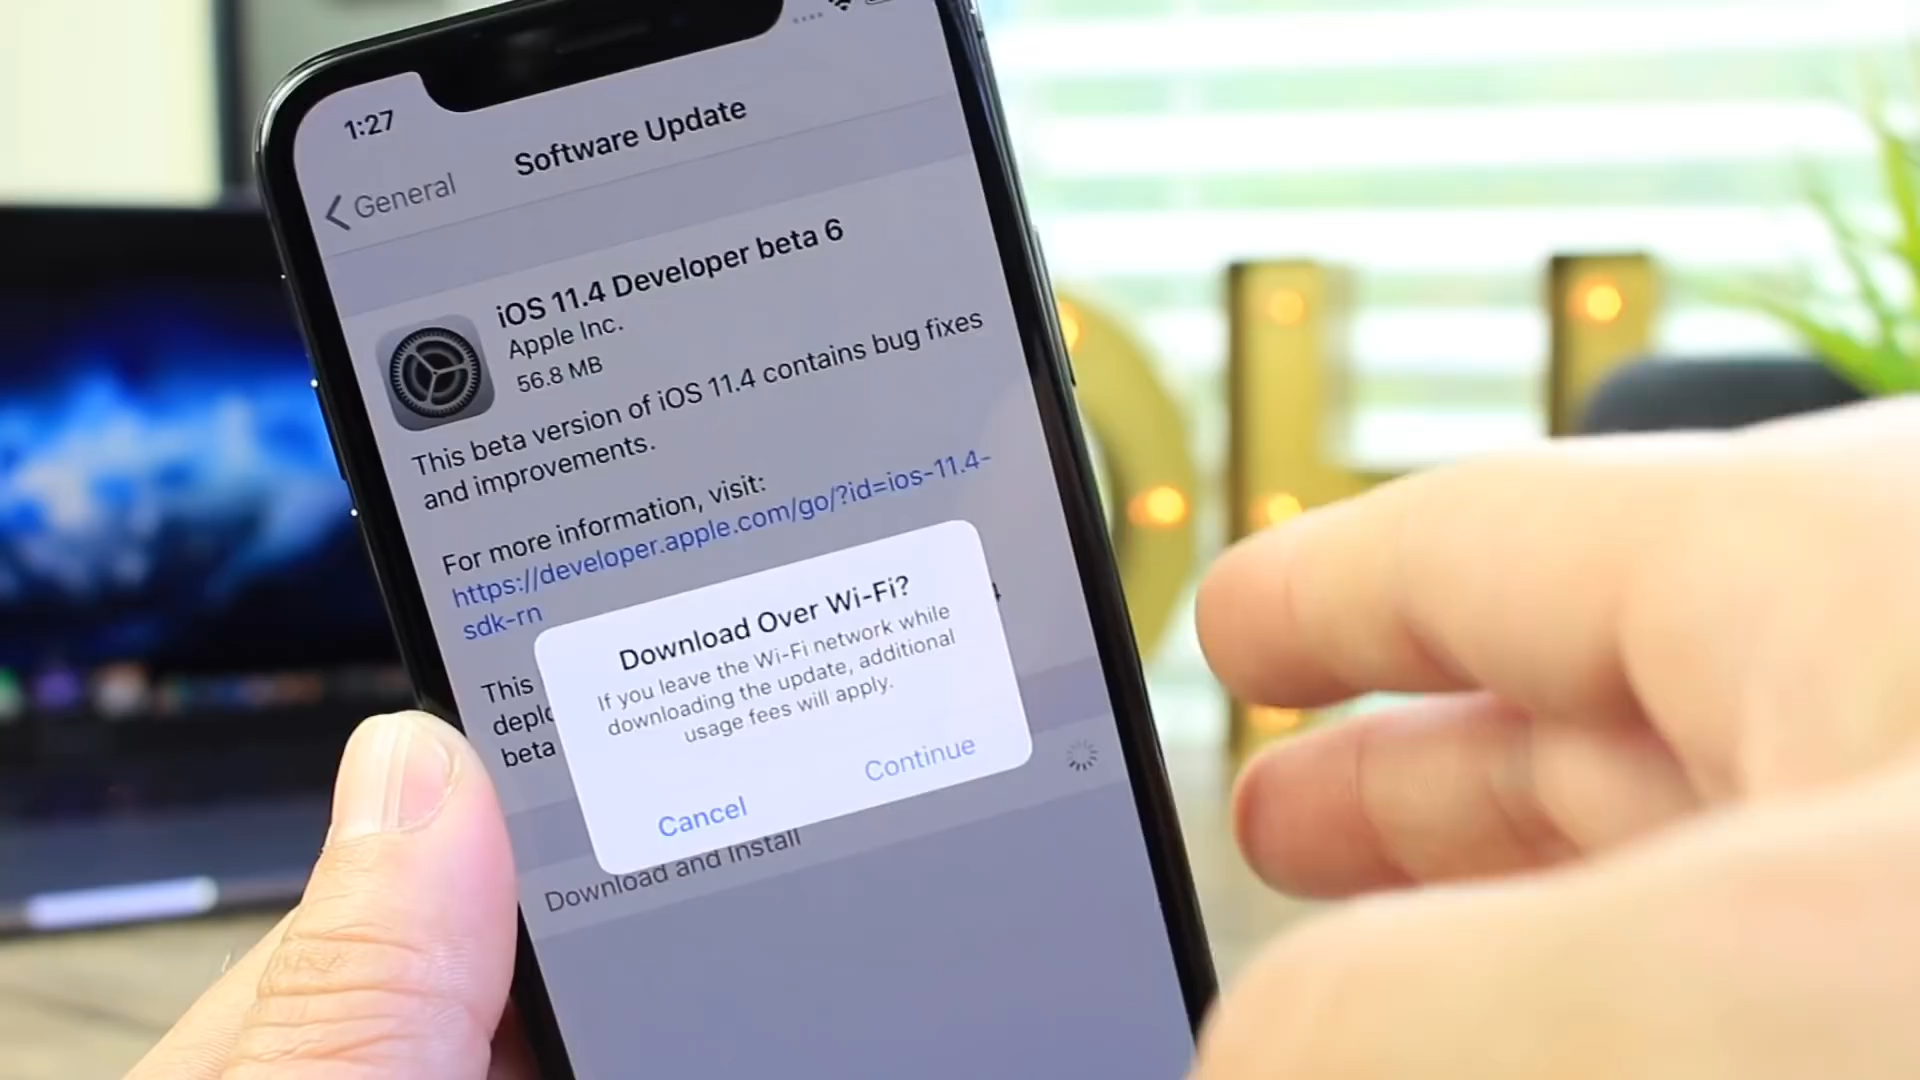 1:27
General
Software Update
iOS 11.4 Developer beta 6
Apple Inc.
56.8 MB
This beta version of iOS 11.4 contains bug fixes
and improvements.
For more information, visit:
https://developer.apple.com/go/?id=ios-11.4-
sdk-rn
This
beta
Download Over Wi-Fi?
If you leave the Wi-Fi network while
downloading the update, additional
usage fees will apply.
Cancel
Continue
Download and Install